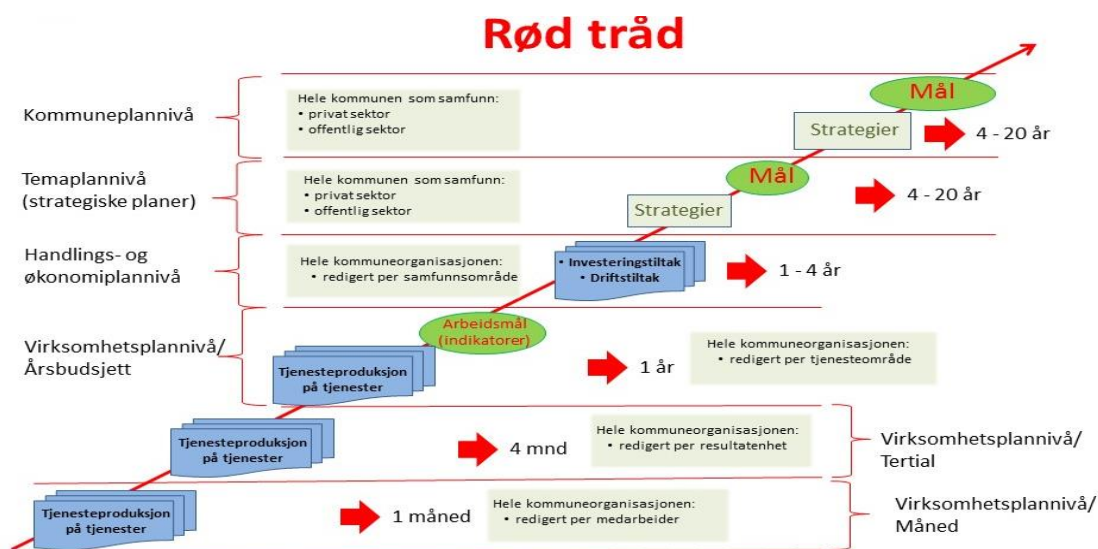 Rød tråd
Kommuneplannivå
Hele kommunen som samfunn:
• privat sektor
• offentlig sektor
Mål
Strategier
4 - 20 år
Temaplannivå
(strategiske planer)
Hele kommunen som samfunn:
• privat sektor
• offentlig sektor
Mål
Strategier
4 - 20 år
Handlings- og
økonomiplannivå
Hele kommuneorganisasjonen:
• redigert per samfunnsområde
• Investeringstiltak
• Driftstiltak
1 - 4 år
Virksomhetsplannivå/
Årsbudsjett
Arbeidsmål
(indikatorer)
Tjenesteproduksjon
på tjenester
1 år
Hele kommuneorganisasjonen:
• redigert per tjenesteområde
Tjenesteproduksjon
på tjenester
4 mnd
Hele kommuneorganisasjonen:
• redigert per resultatenhet
Virksomhetsplannivå/
Tertial
Tjenesteproduksjon
på tjenester
1 måned
Hele kommuneorganisasjonen:
• redigert per medarbeider
Virksomhetsplannivå/
Måned